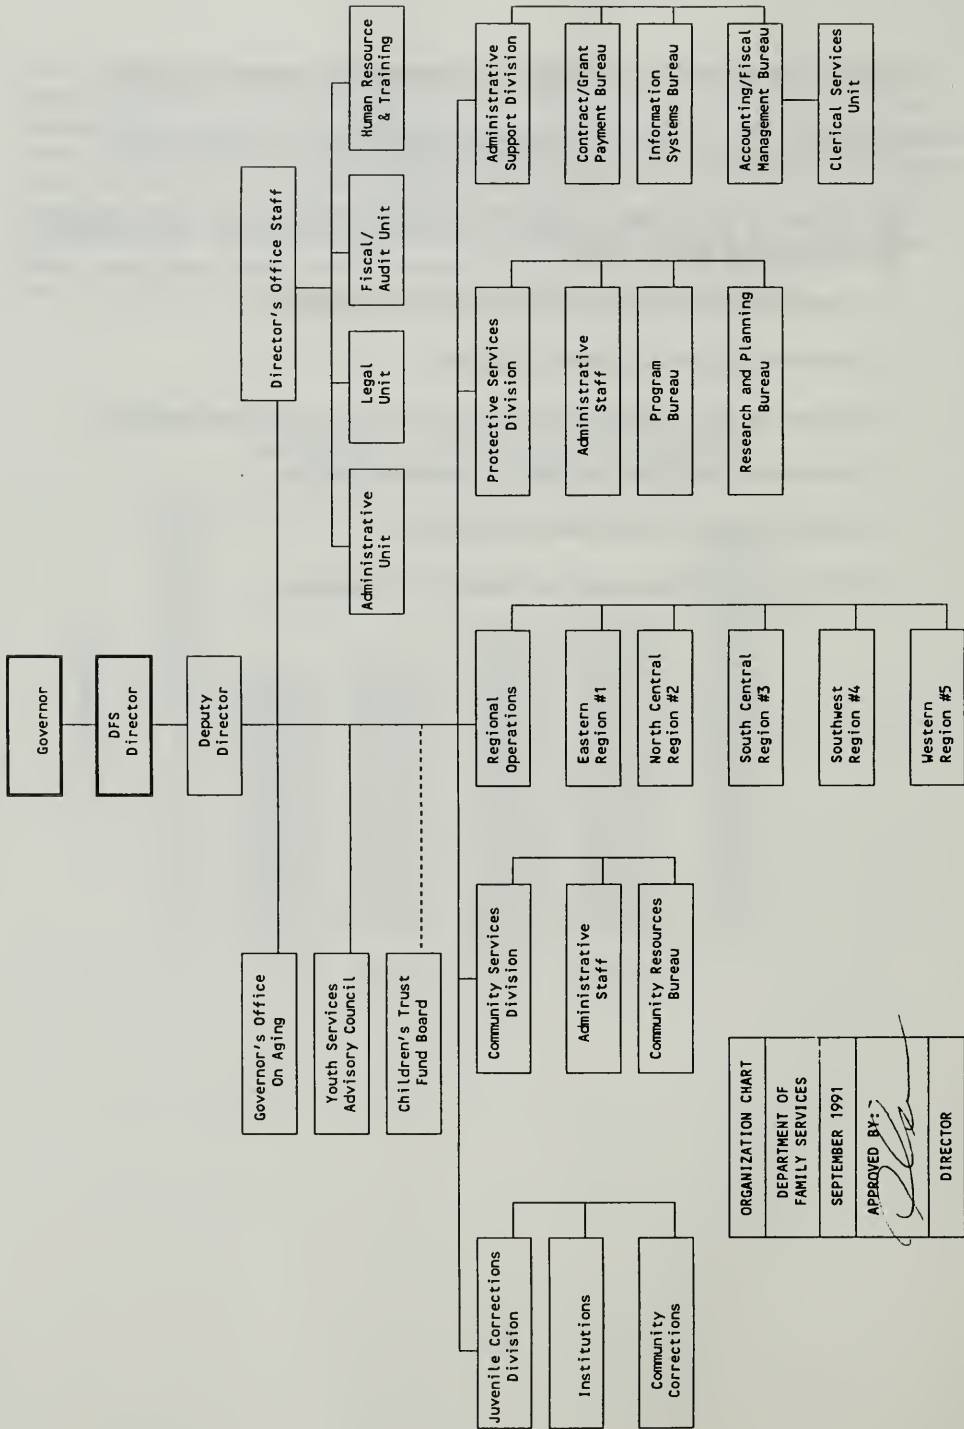 Governor
DFS
Director
Deputy
Director
Governor's Office
On Aging
Director's Office Staff
Youth Services
Advisory Council
Children's Trust
Fund Board
Administrative
Unit
Legal
Unit
Fiscal/
Audit Unit
Human Resource
& Training
Juvenile Corrections
Division
Institutions
Community
Corrections
Community Services
Division
Administrative
Staff
Community Resources
Bureau
Regional
Operations
Eastern
Region #1
North Central
Region #2
South Central
Region #3
Southwest
Region #4
Western
Region #5
Protective Services
Division
Administrative
Staff
Program
Bureau
Research and Planning
Bureau
Administrative
Support Division
Contract/Grant
Payment Bureau
Information
Systems Bureau
Accounting/Fiscal
Management Bureau
Clerical Services
Unit
ORGANIZATION CHART
DEPARTMENT OF
FAMILY SERVICES
SEPTEMBER 1991
APPROVED BY:
DIRECTOR